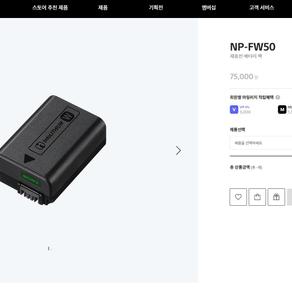 스토어 추천 제품 제품 기획전 멤버십 고객 서비스
NP-FW50
재충전 배터리 팩
75,000 원
회원별 마일리지 적립혜택
제품선택
제품을 선택하세요
총 상품금액